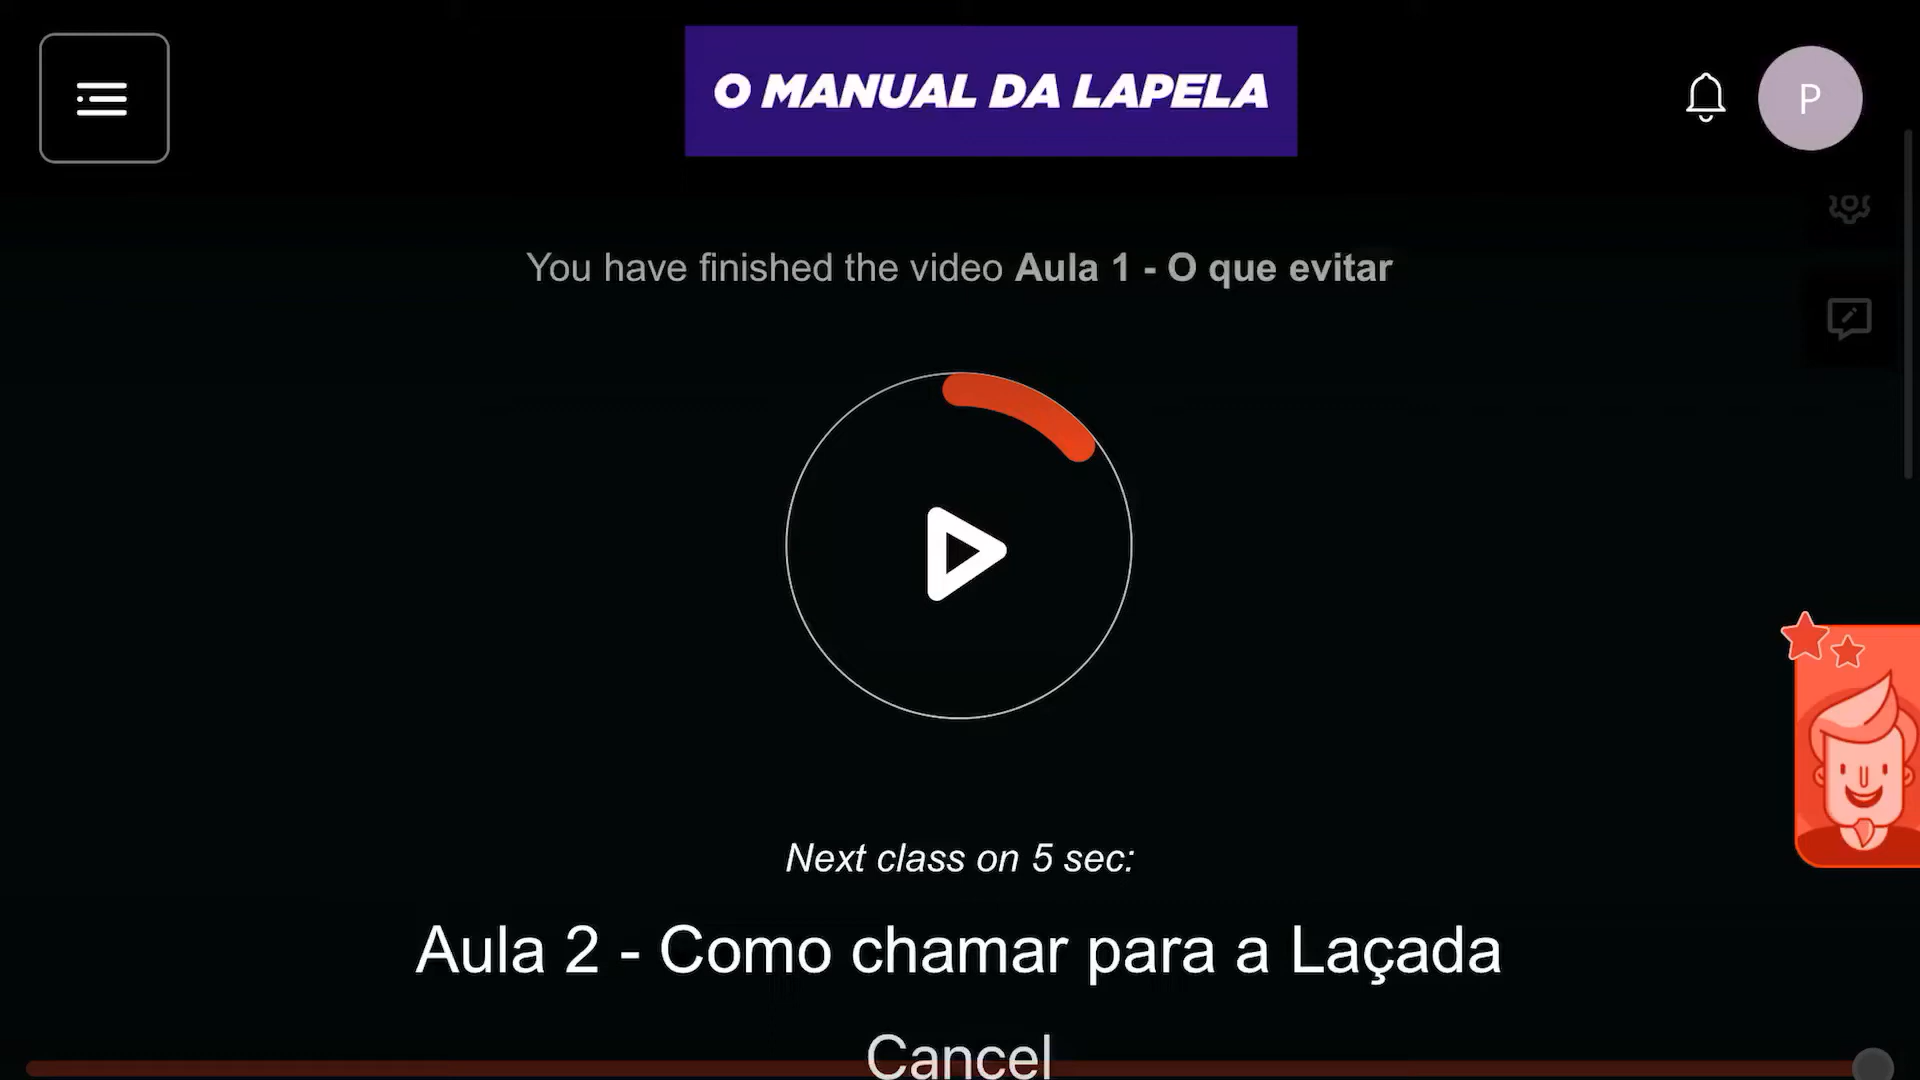 O MANUAL DA LAPELA
P
You have finished the video Aula 1 - O que evitar
Next class on 5 sec:
Aula 2 - Como chamar para a Laçada
Cancel